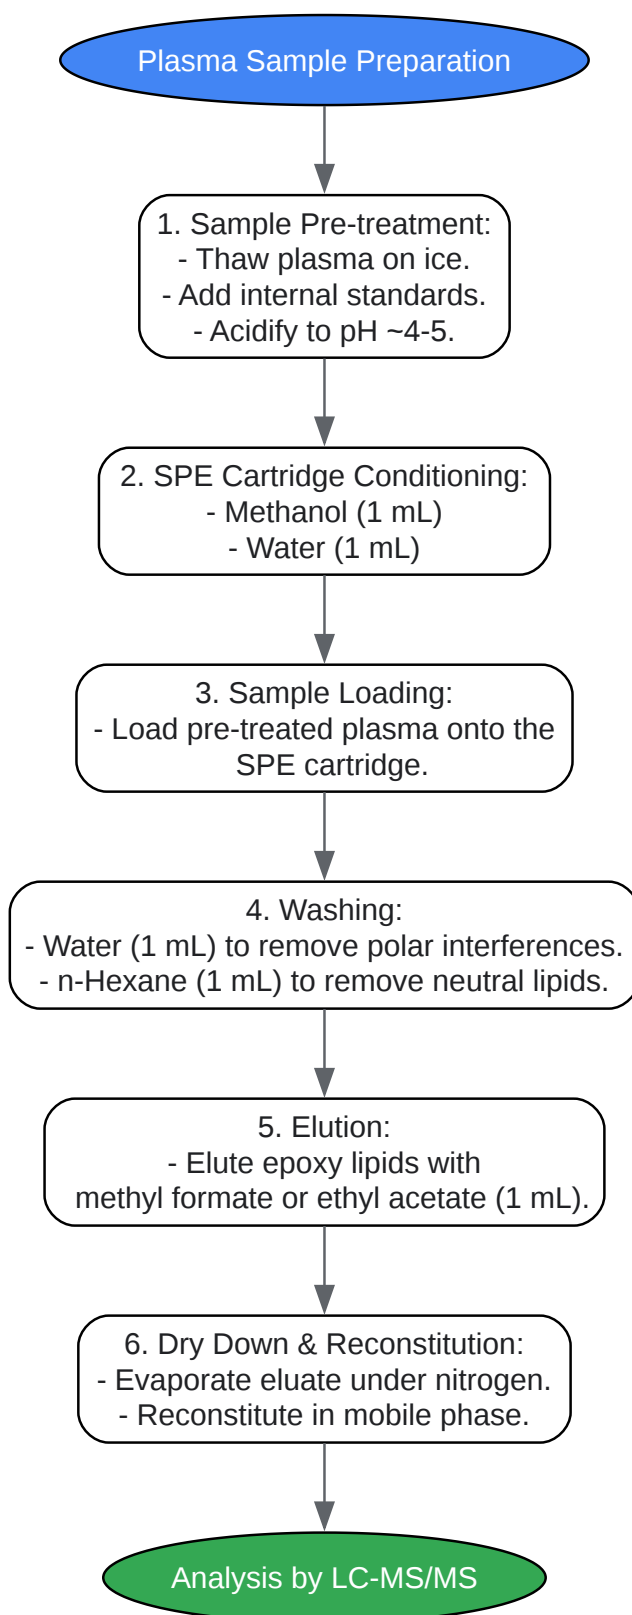 Plasma Sample Preparation
1. Sample Pre-treatment:
- Thaw plasma on ice.
- Add internal standards.
- Acidify to pH ~4-5.
2. SPE Cartridge Conditioning:
- Methanol (1 mL)
- Water (1 mL)
3. Sample Loading:
- Load pre-treated plasma onto the
SPE cartridge.
4. Washing:
- Water (1 mL) to remove polar interferences.
- n-Hexane (1 mL) to remove neutral lipids.
5. Elution:
- Elute epoxy lipids with
methyl formate or ethyl acetate (1 mL).
6. Dry Down & Reconstitution:
- Evaporate eluate under nitrogen.
- Reconstitute in mobile phase.
Analysis by LC-MS/MS